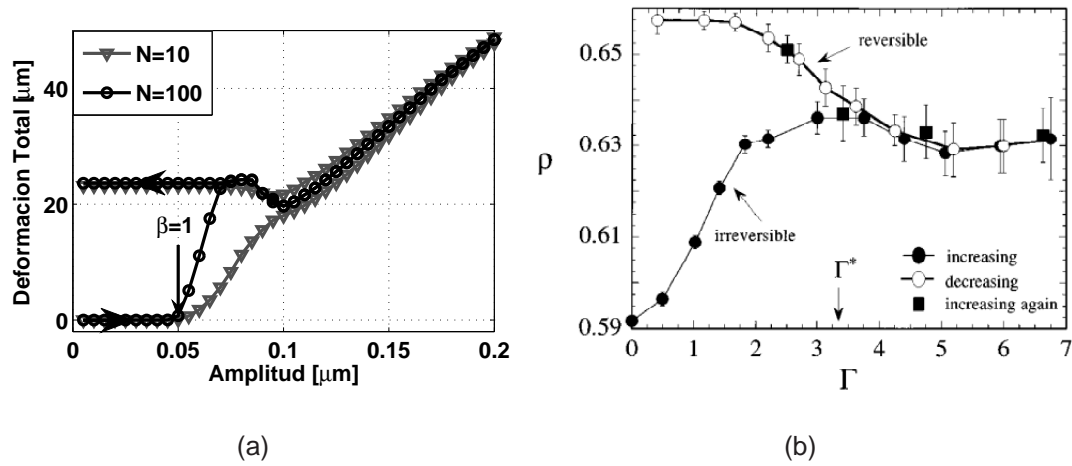 N=10
N=100
Deformacion Total [μm]
40
20
0
β=1
0
0.05
0.1
0.15
0.2
Amplitud [μm]
(a)
0.65
0.63
0.61
0.59
ρ
reversible
irreversible
Γ*
increasing
decreasing
increasing again
0 1 2 3 4 5 6 7
Γ
(b)